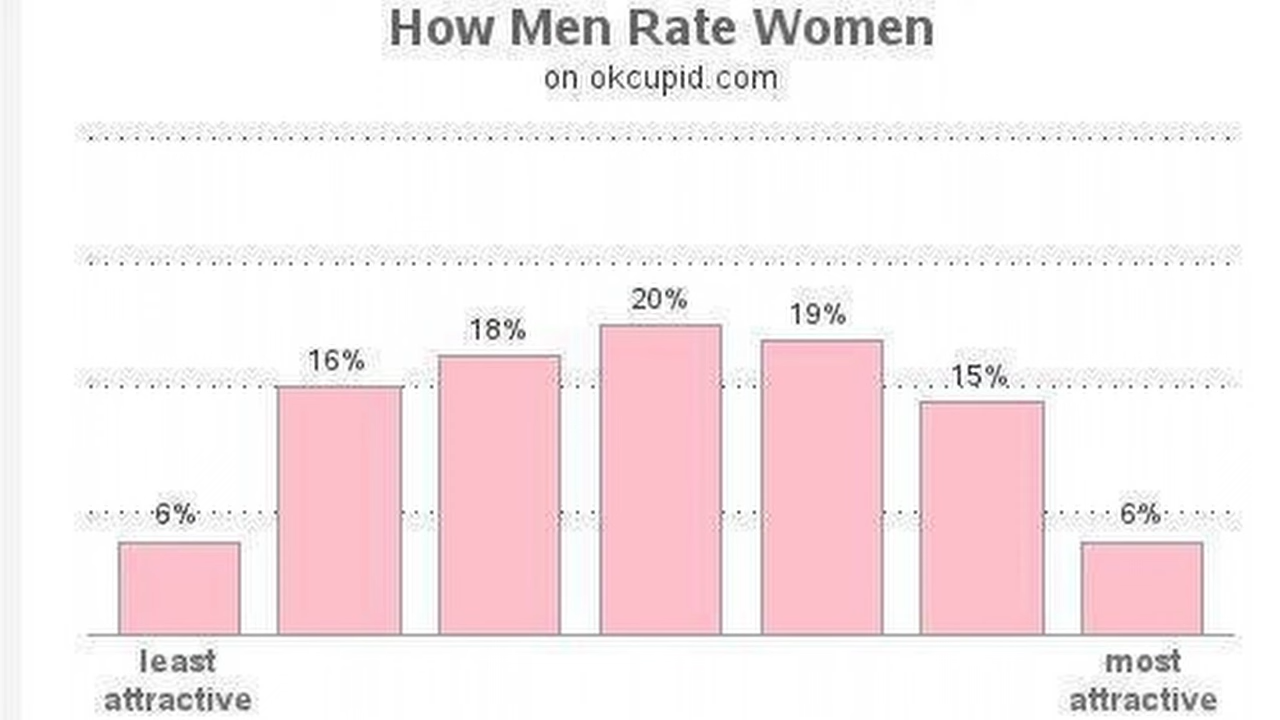 How Men Rate Women
on okcupid.com
6%
16%
18%
20%
19%
15%
6%
least
attractive
most
attractive